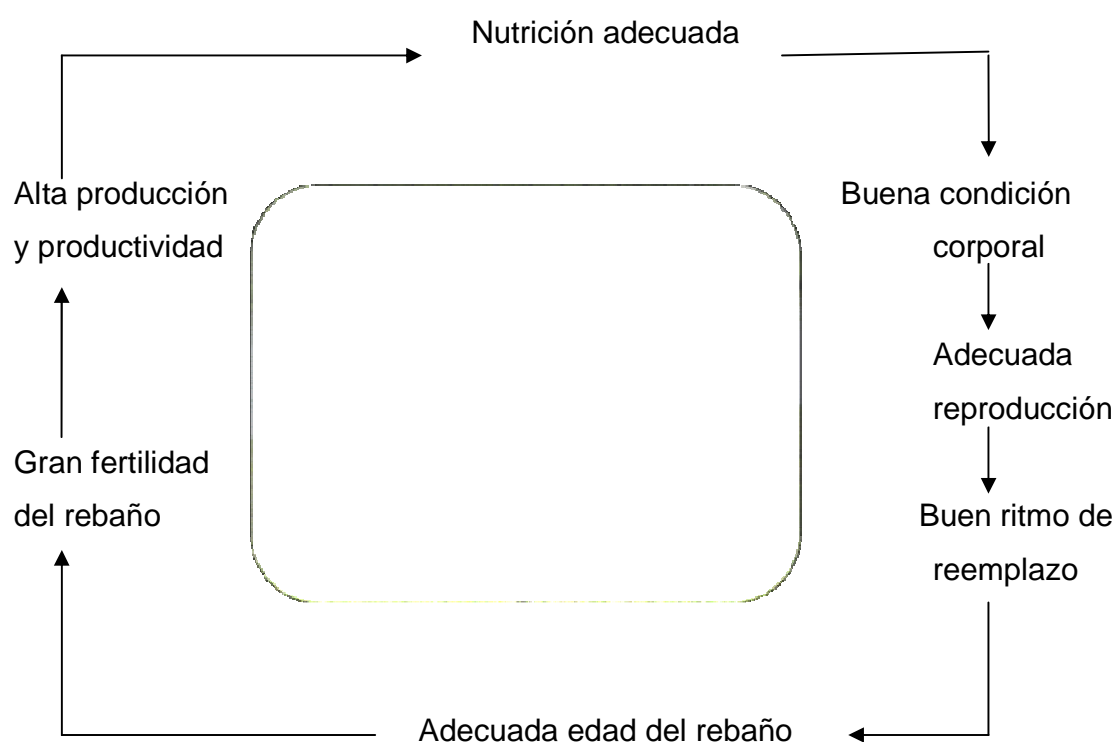 Nutrición adecuada
Buena condición
corporal
Adecuada
reproducción
Buen ritmo de
reemplazo
Adecuada edad del rebaño
Gran fertilidad
del rebaño
Alta producción
y productividad